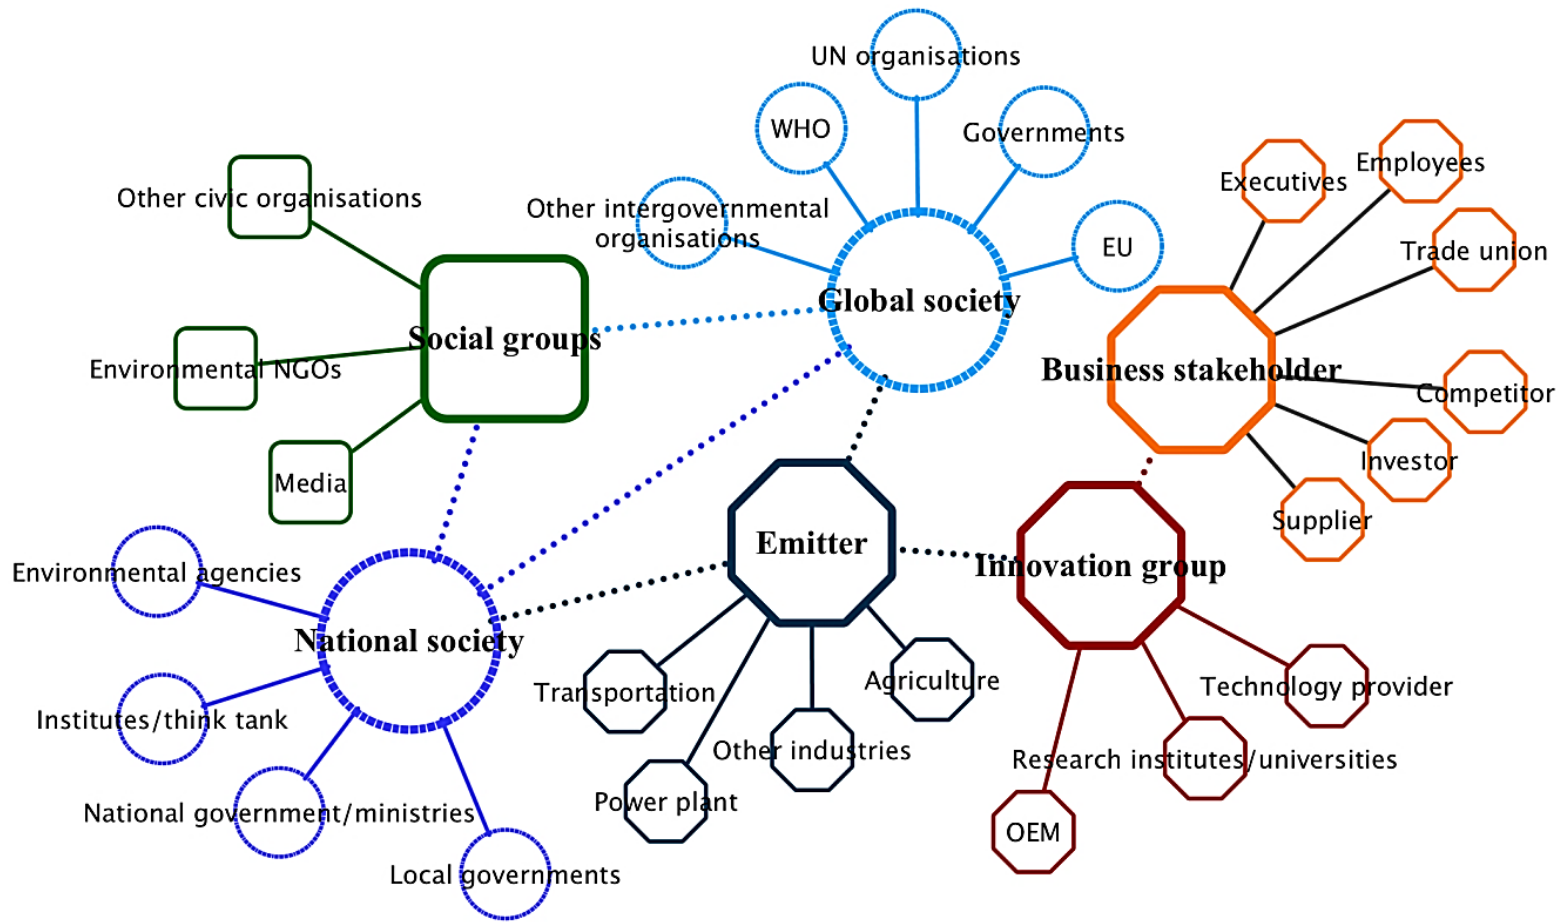 UN organisations
WHO
Governments
Other intergovernmental
organisations
EU
Global society
Executives
Employees
Trade union
Business stakeholder
Competitor
Investor
Supplier
Other civic organisations
Social groups
Environmental NGOs
Media
Emitter
Innovation group
Environmental agencies
National society
Institutes/think tank
National government/ministries
Local governments
Transportation
Agriculture
Other industries
Power plant
Technology provider
Research institutes/universities
OEM